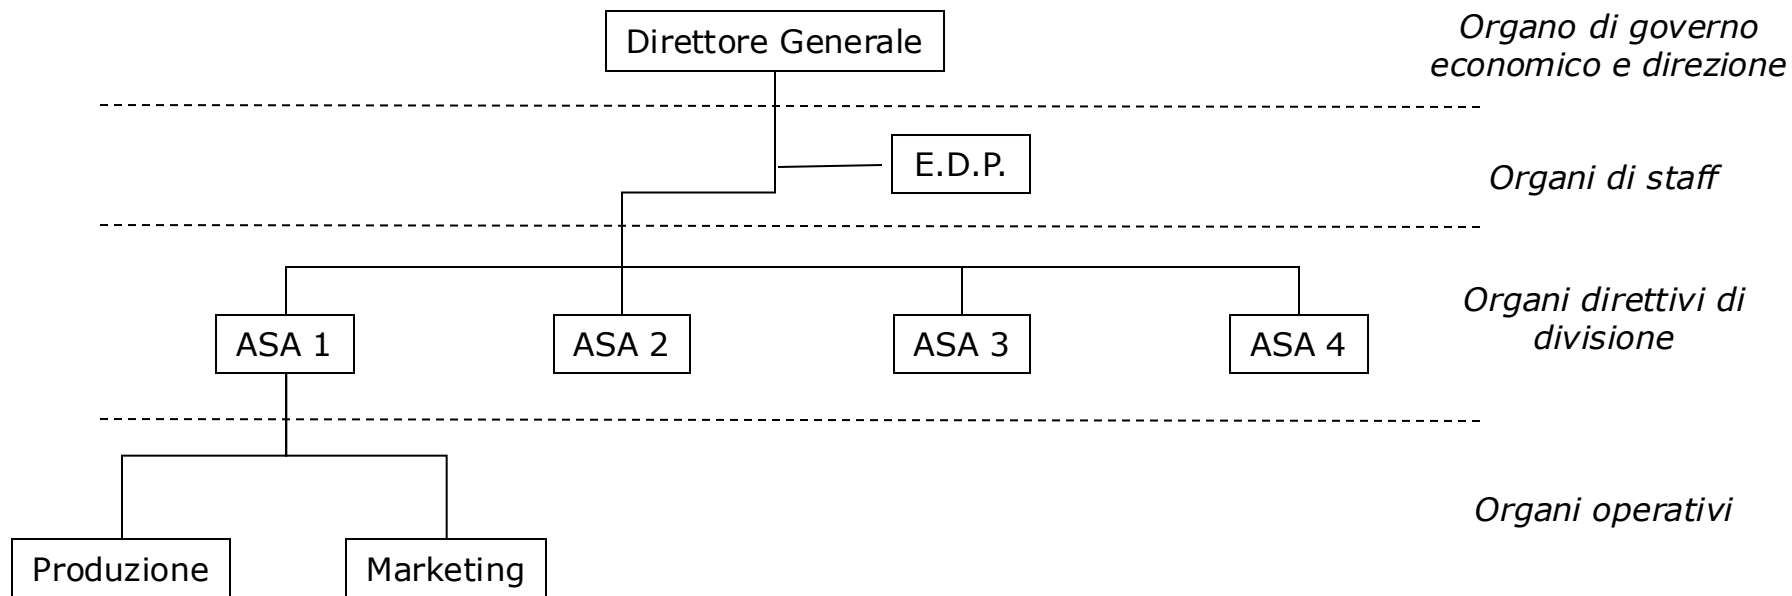 Direttore Generale
Organo di governo
economico e direzione
E.D.P.
Organi di staff
Organi direttivi di
divisione
ASA 1
ASA 2
ASA 3
ASA 4
Organi operativi
Produzione
Marketing